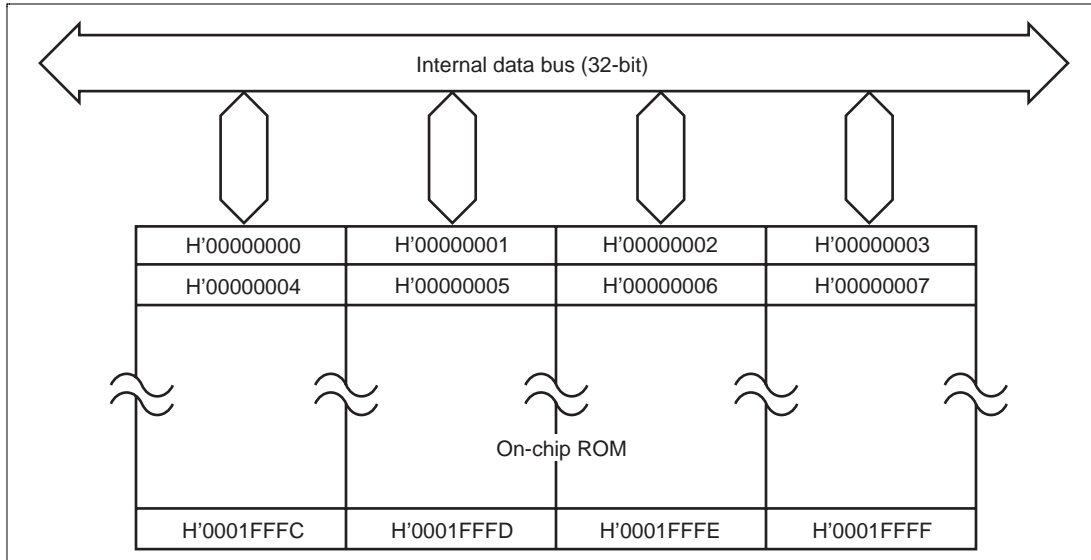 Internal data bus (32-bit)
H'00000000 H'00000001 H'00000002 H'00000003
H'00000004 H'00000005 H'00000006 H'00000007
On-chip ROM
H'0001FFFC H'0001FFFD H'0001FFFE H'0001FFFF